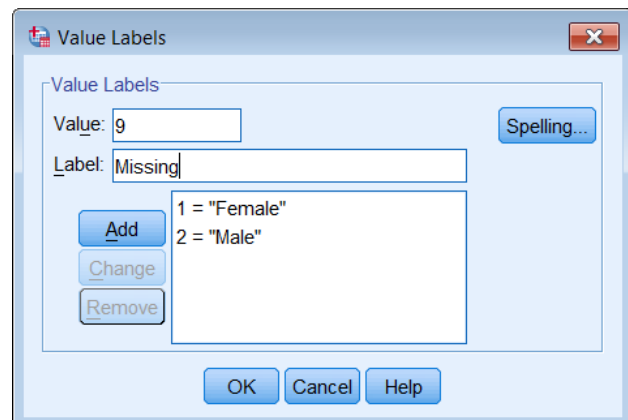 Value Labels
Value Labels
Value: 9
Spelling...
Label: Missing
1 = "Female"
2 = "Male"
Add
Change
Remove
OK Cancel Help